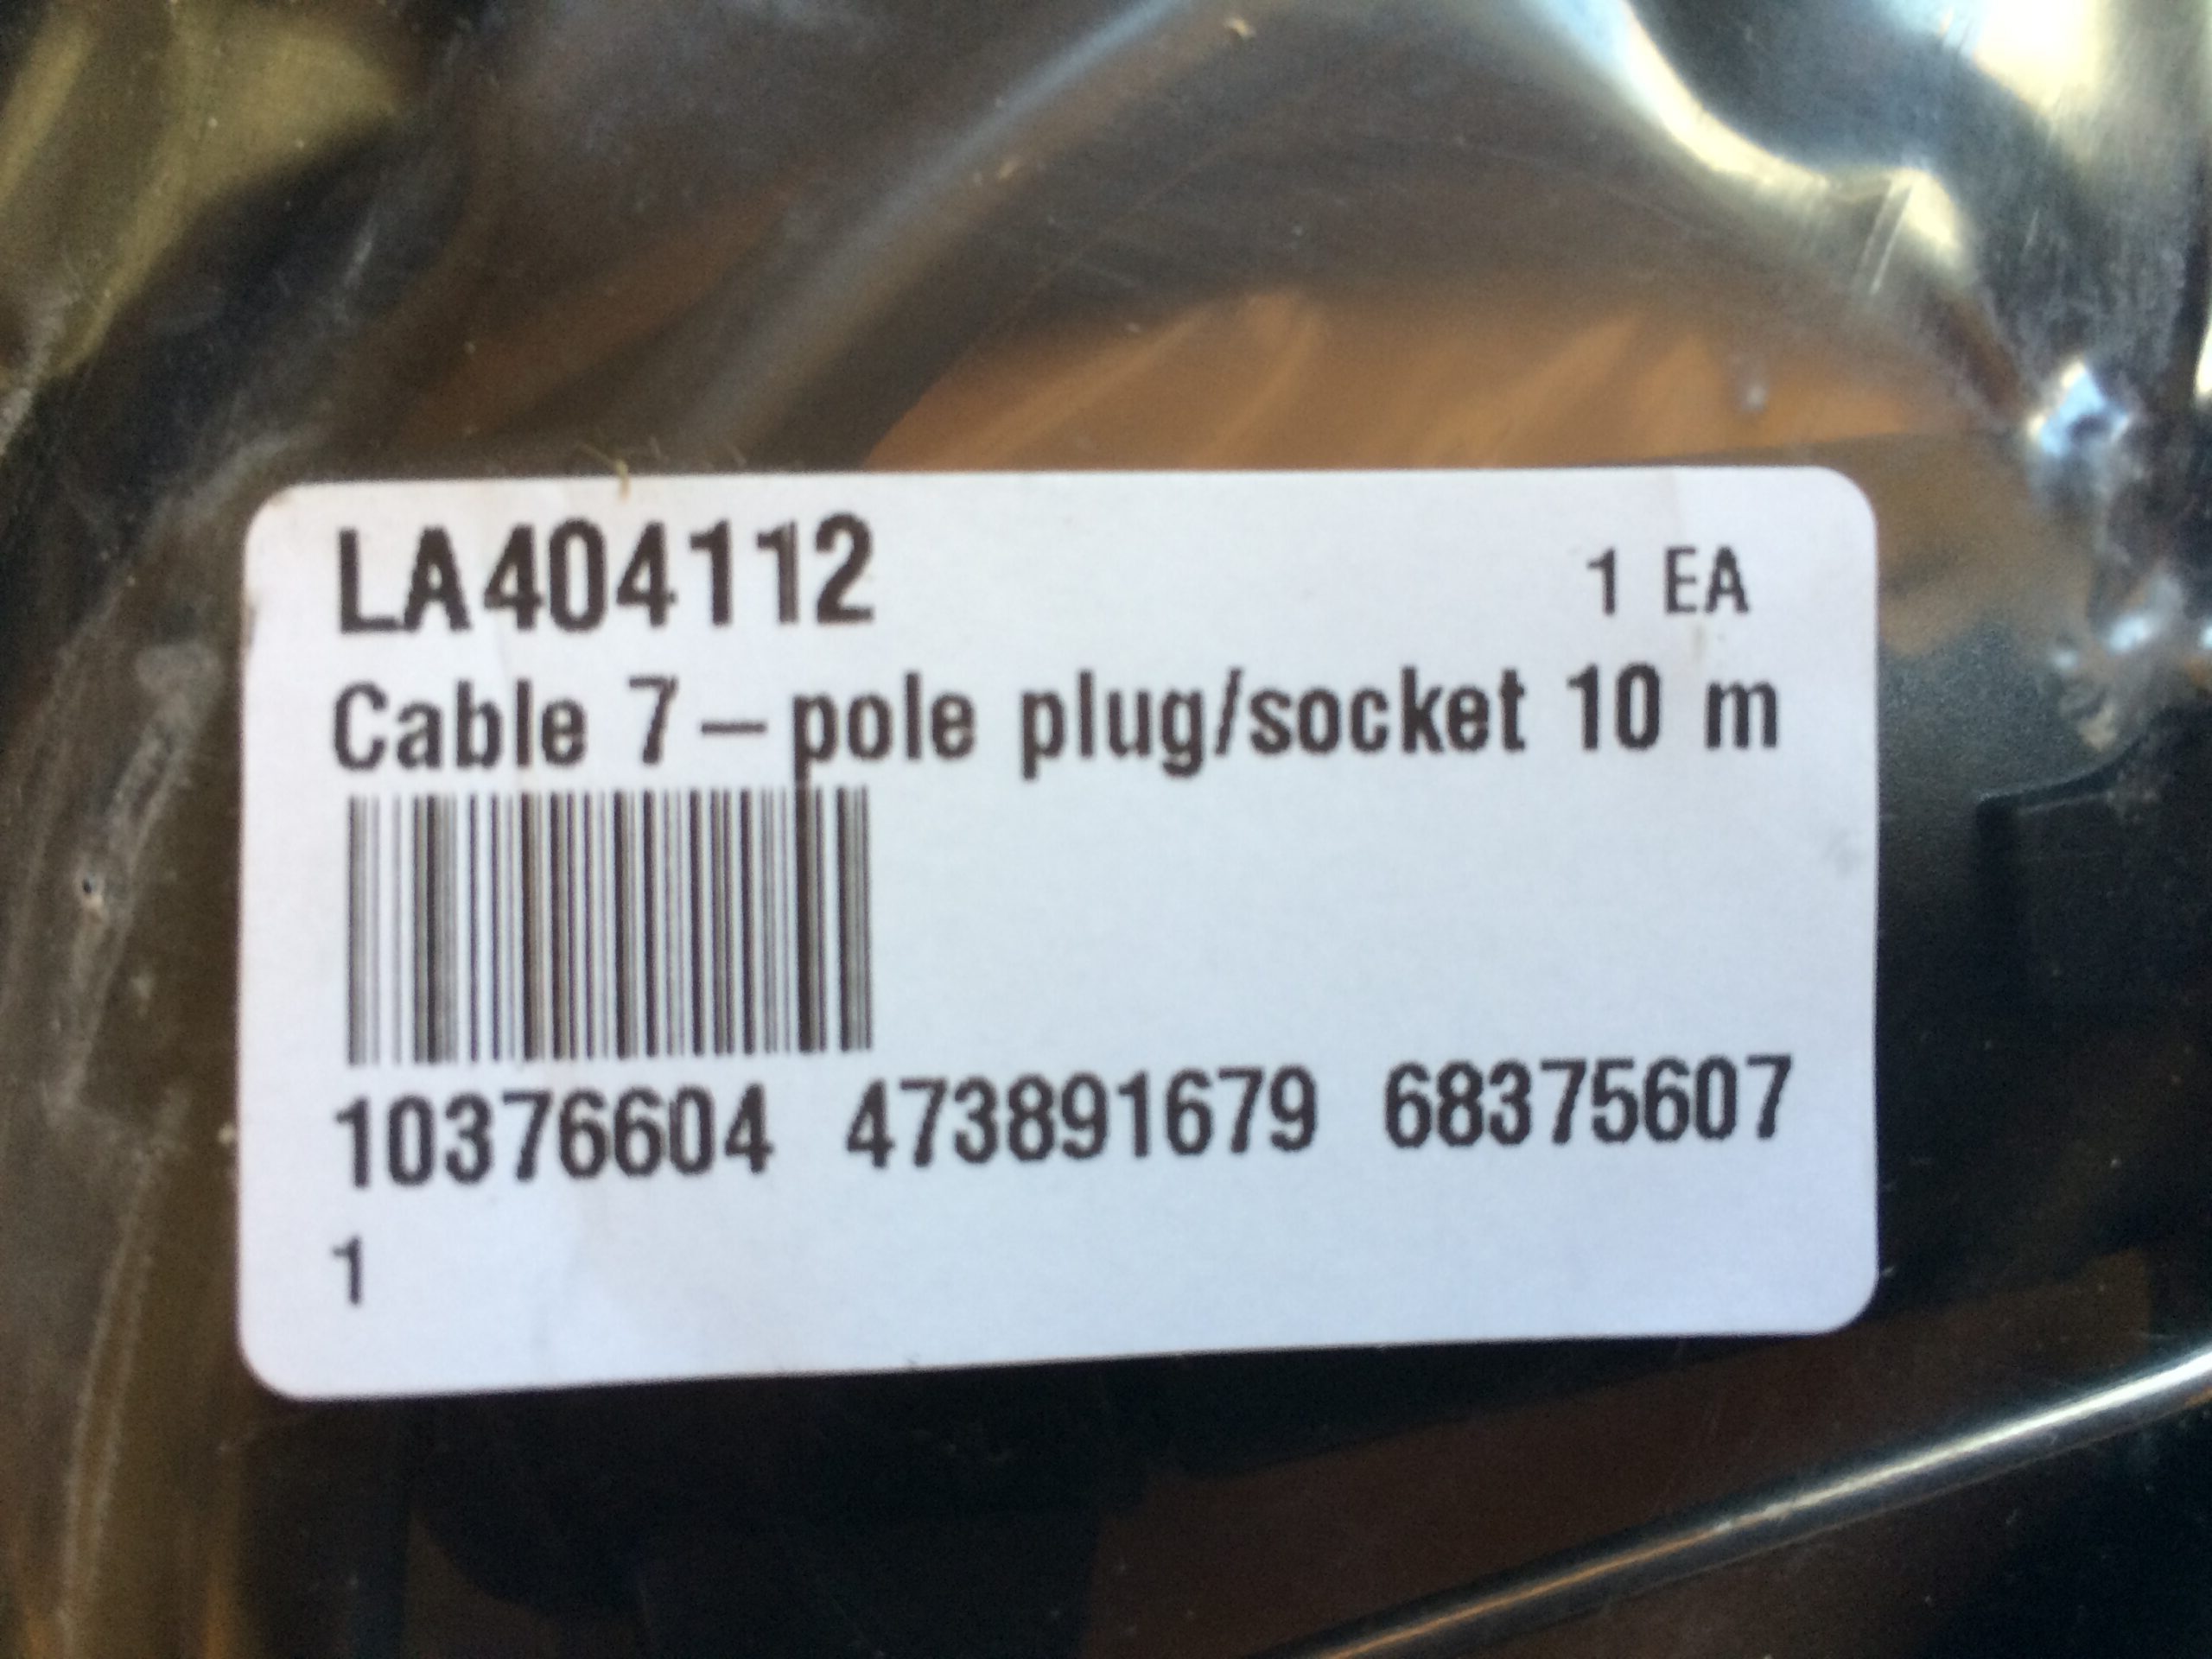 LA404112 1 EA
Cable 7-pole plug/socket 10 m
10376604 473891679 68375607
1